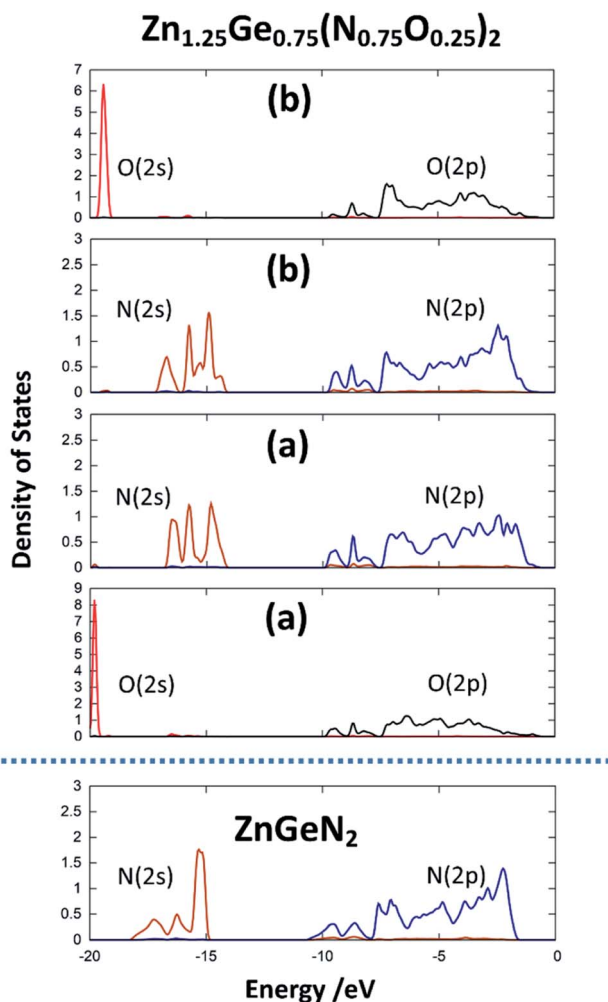 Zn1.25Ge0.75(N0.75O0.25)2
7
6
5
4
3
2
1
0
(b)
O(2s)
O(2p)
3
2.5
2
1.5
1
0.5
0
(b)
N(2s)
N(2p)
3
2.5
2
1.5
1
0.5
0
(a)
N(2s)
N(2p)
9
8
7
6
5
4
3
2
1
0
(a)
O(2s)
O(2p)
Density of States
3
2.5
2
1.5
1
0.5
0
ZnGeN2
N(2s)
N(2p)
-20 -15 -10 -5 0
Energy /eV